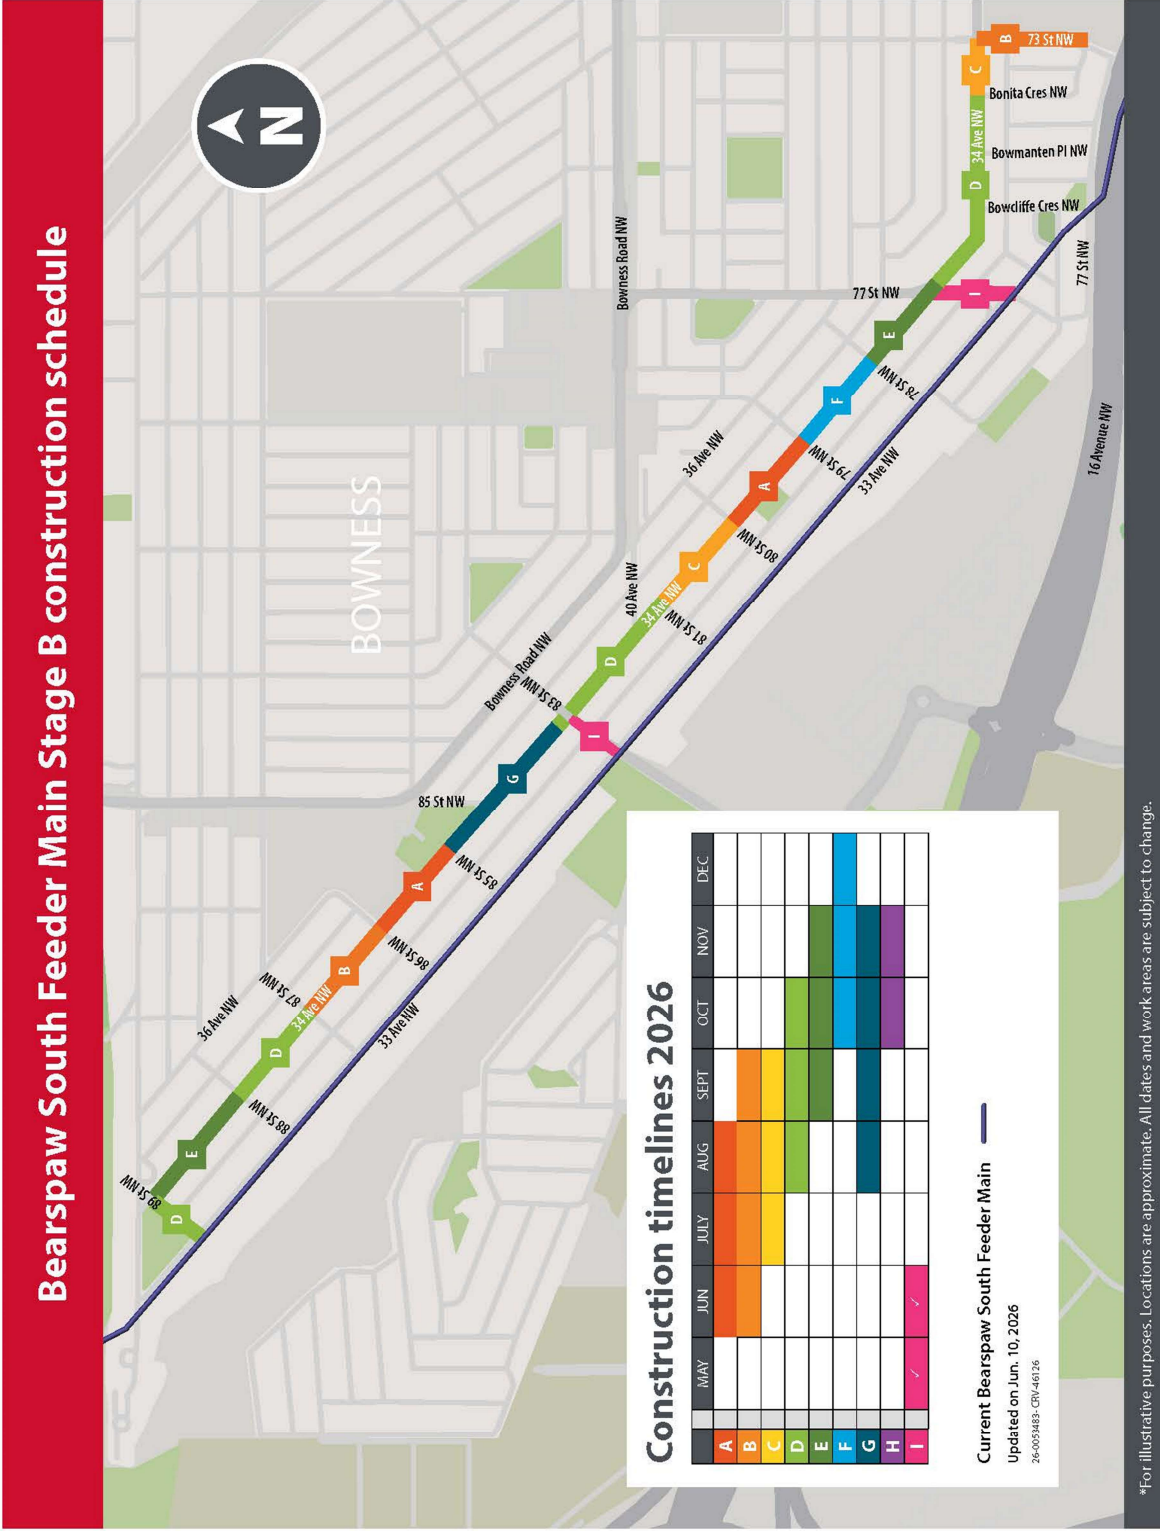 Bearspaw South Feeder Main Stage B construction schedule
N
BOWNESS
89 St NW
D
E
88 St NW
36 Ave NW
D
87 St NW
34 Ave NW
B
33 Ave NW
86 St NW
A
85 St NW
85 St NW
G
Bowness Road NW
83 St NW
I
D
40 Ave NW
34 Ave NW
81 St NW
C
80 St NW
36 Ave NW
A
79 St NW
33 Ave NW
F
78 St NW
E
Bowness Road NW
77 St NW
I
77 St NW
16 Avenue NW
Bowcliffe Cres NW
D
Bowmanten Pl NW
34 Ave NW
Bonita Cres NW
C
B
73 St NW
Construction timelines 2026
MAY JUN JULY AUG SEPT OCT NOV DEC
A
B
C
D
E
F
G
H
I ✓ ✓
Current Bearspaw South Feeder Main
Updated on Jun. 10, 2026
26-0053483- CRV-46126
*For illustrative purposes. Locations are approximate. All dates and work areas are subject to change.